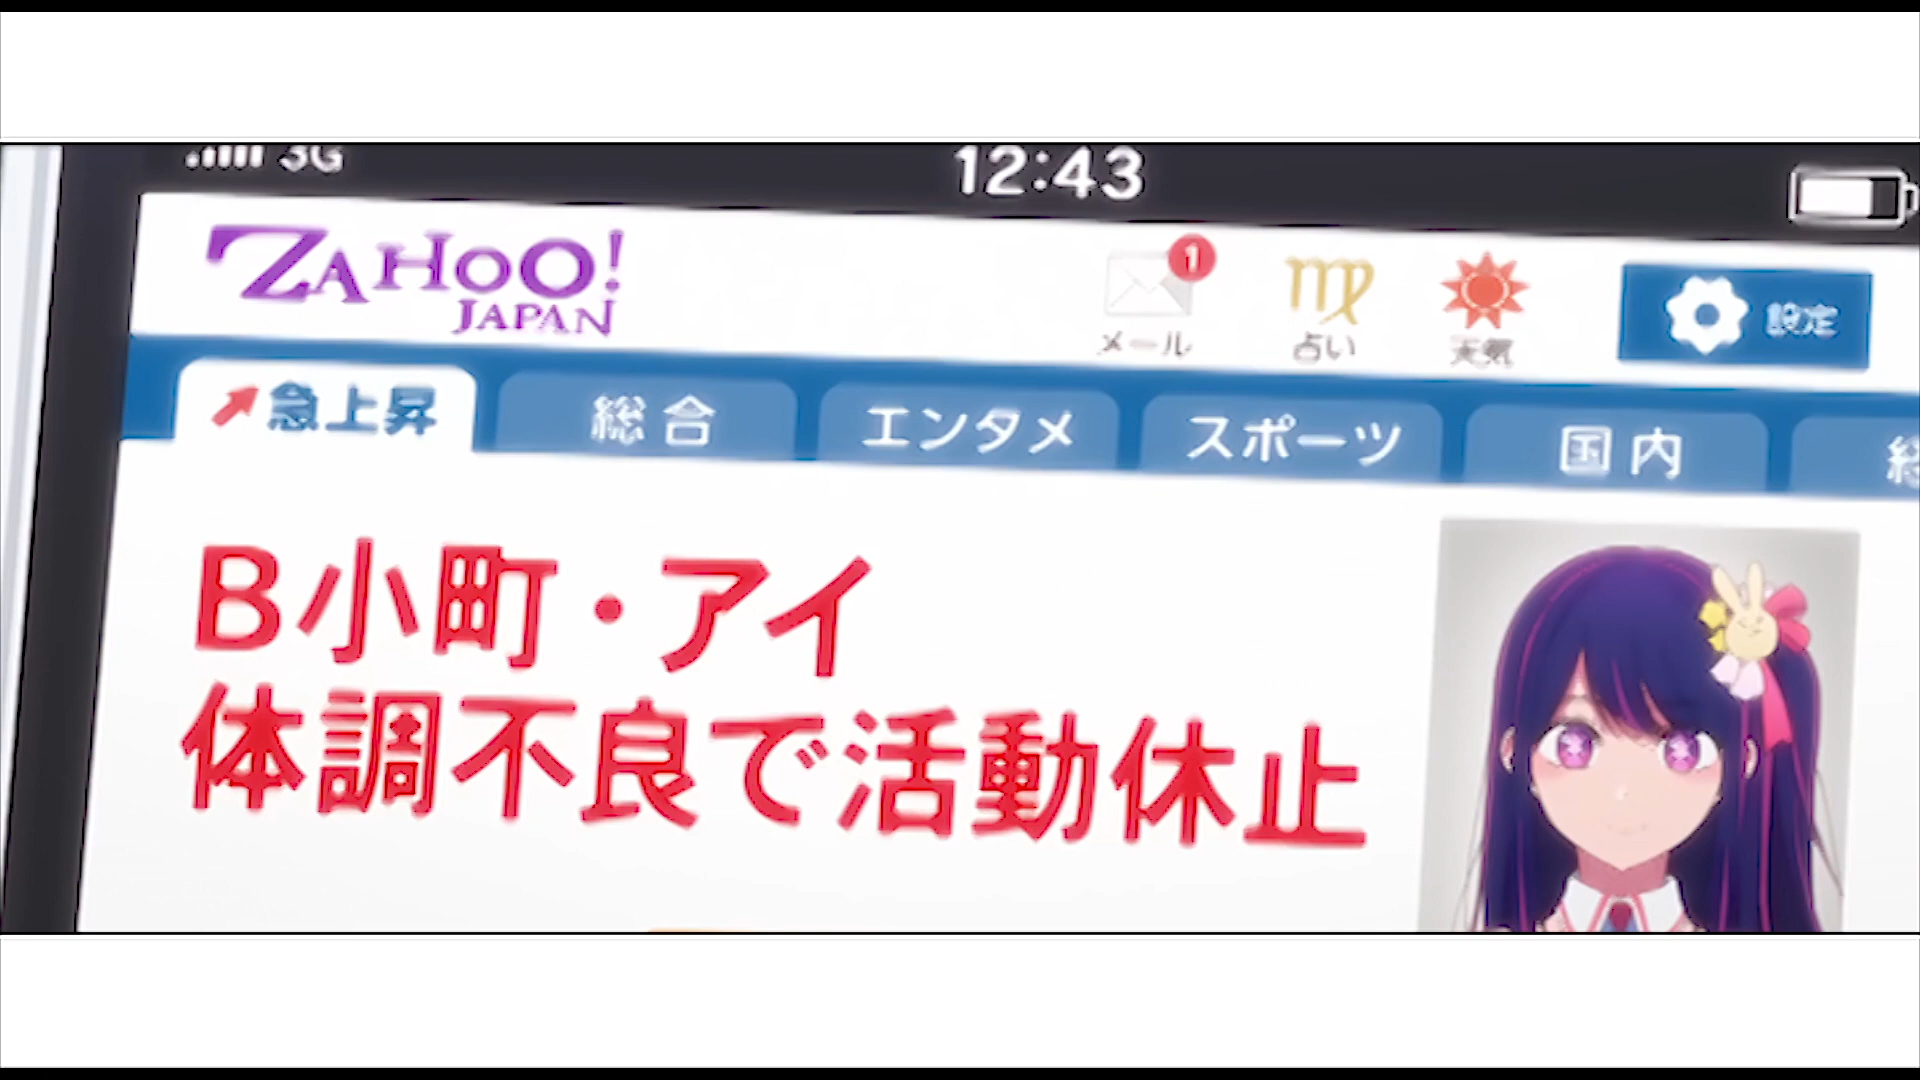 3G
12:43
ZAHOO!
JAPAN
1
メール
占い
天気
設定
急上昇
総合
エンタメ
スポーツ
国内
B小町・アイ
体調不良で活動休止